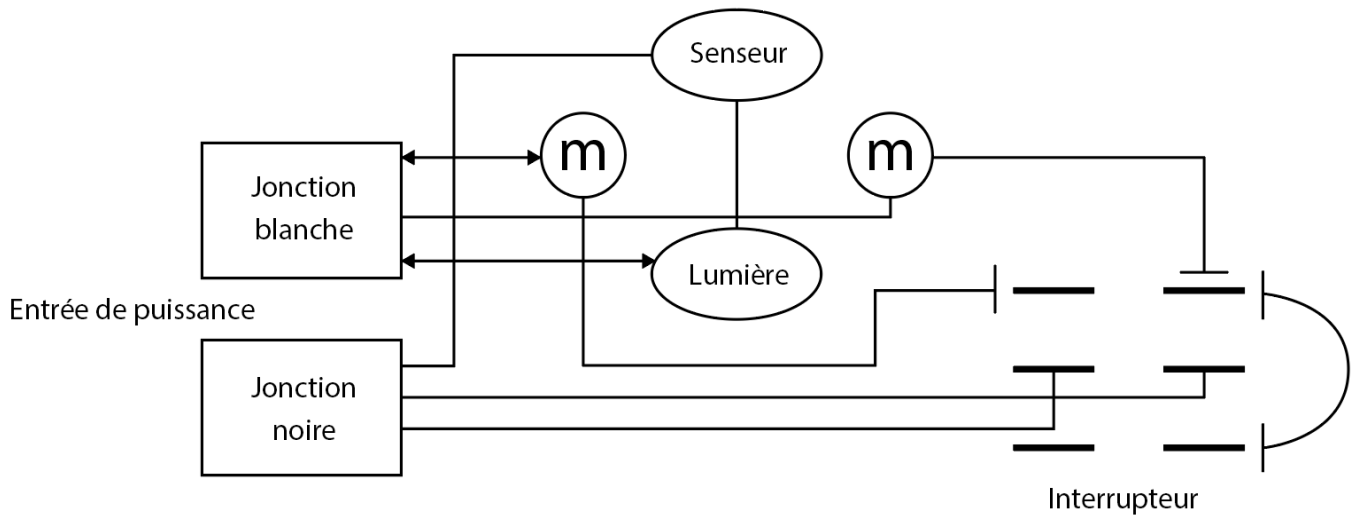 Senseur
m
m
Jonction
blanche
Lumière
Entrée de puissance
Jonction
noire
Interrupteur